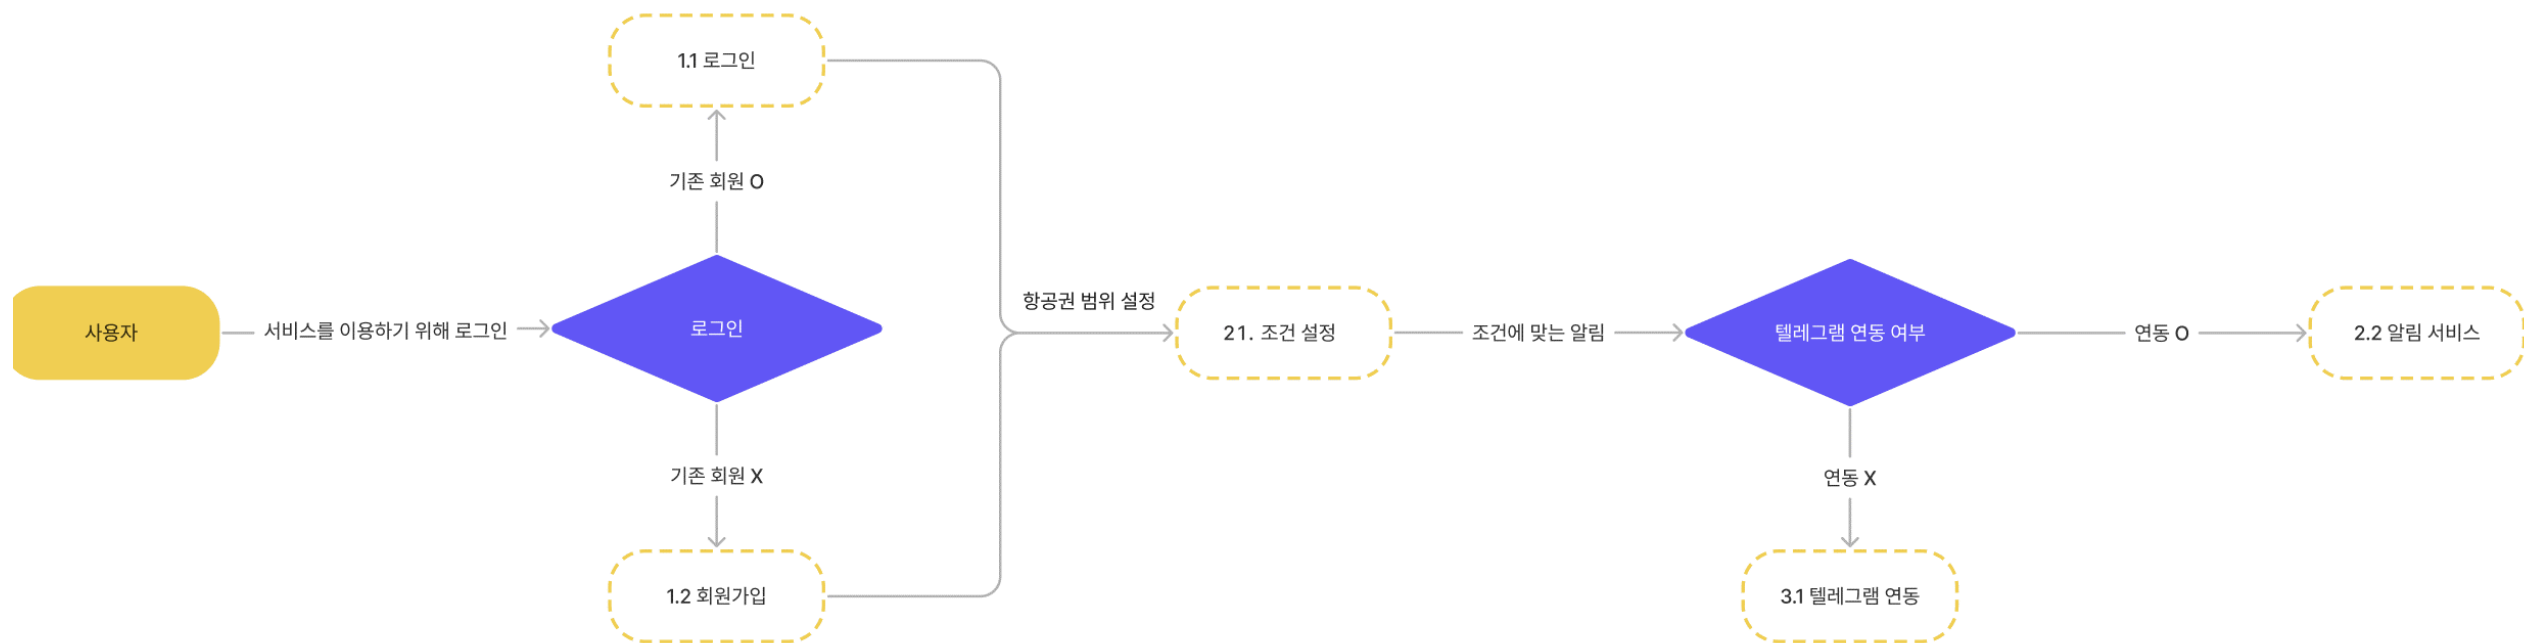 1.1 로그인
기존 회원 O
사용자
서비스를 이용하기 위해 로그인
로그인
기존 회원 X
1.2 회원가입
항공권 범위 설정
21. 조건 설정
조건에 맞는 알림
텔레그램 연동 여부
연동 O
2.2 알림 서비스
연동 X
3.1 텔레그램 연동